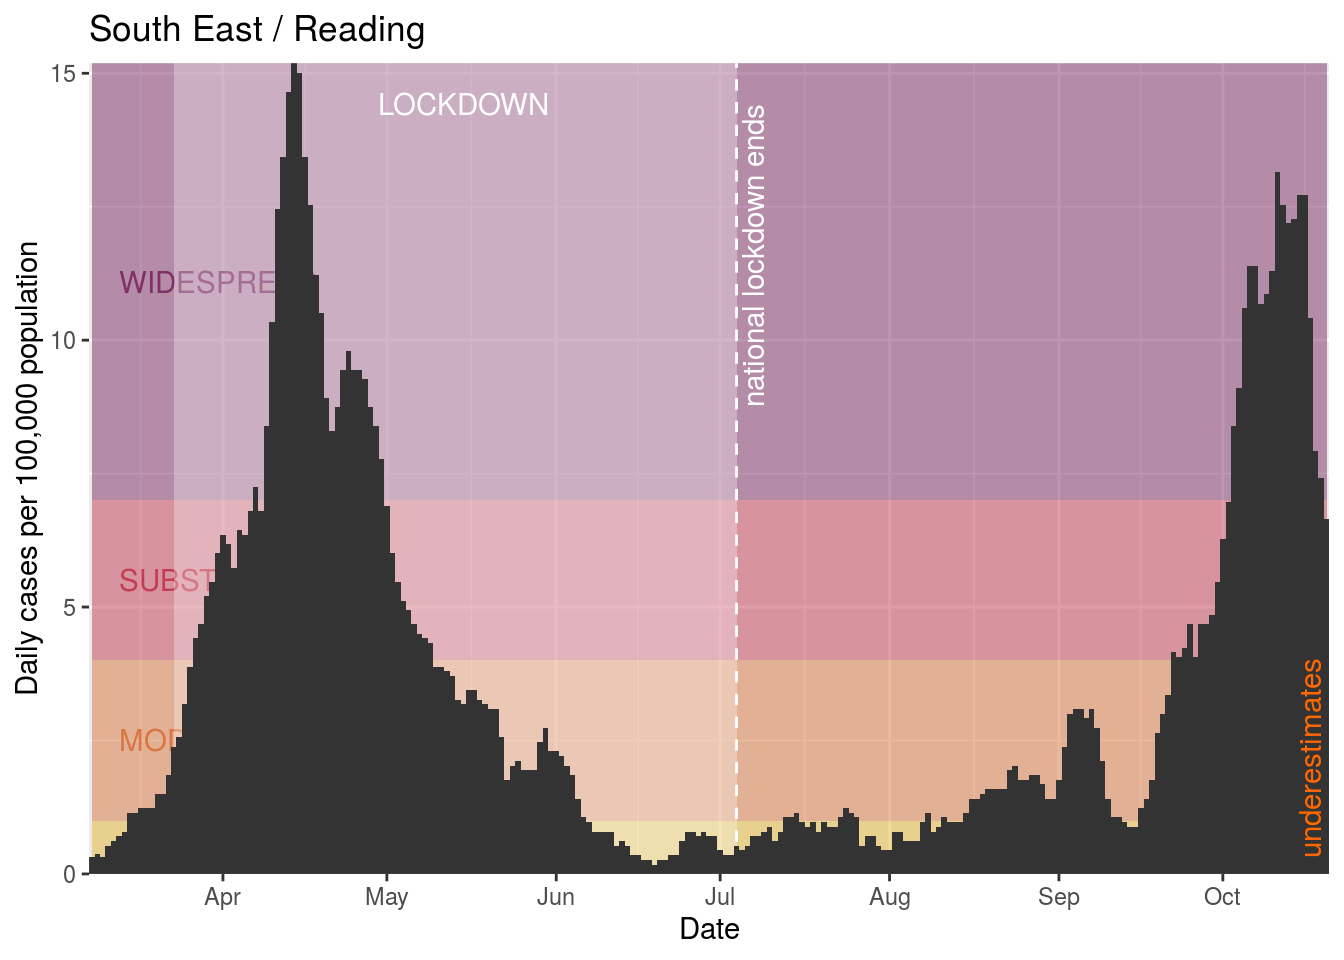 South East / Reading
Daily cases per 100,000 population
15
10
5
0
LOCKDOWN
national lockdown ends
WIDESPRE
SUBST
MOD
underestimates
Apr
May
Jun
Jul
Aug
Sep
Oct
Date